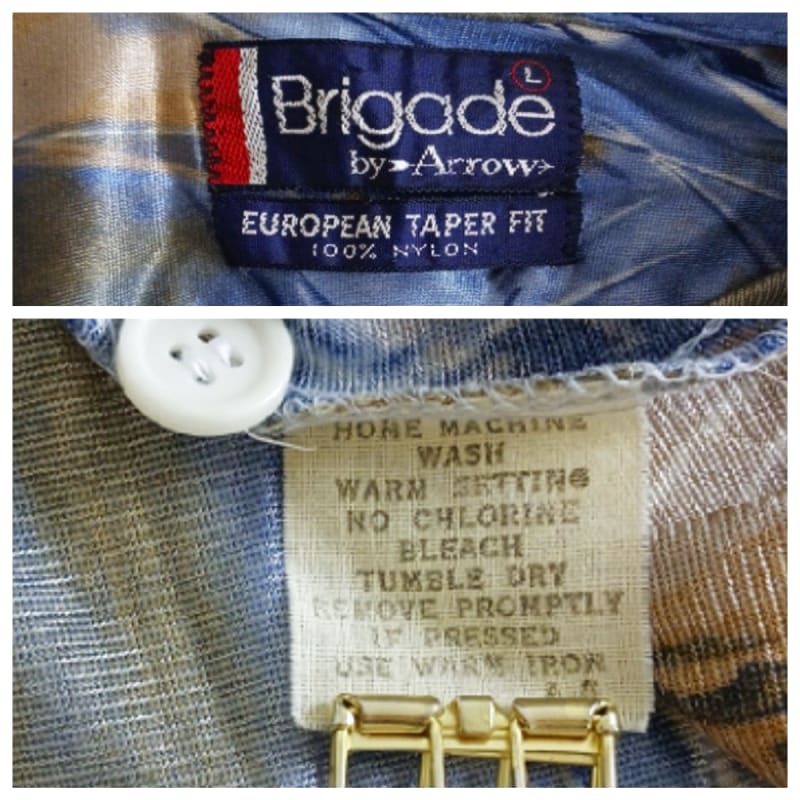 L
Brigade
by Arrow
EUROPEAN TAPER FIT
100% NYLON
HOME MACHINE
WASH
WARM SETTING
NO CHLORINE
BLEACH
TUMBLE DRY
REMOVE PROMPTLY
IF PRESSED
USE WARM IRON